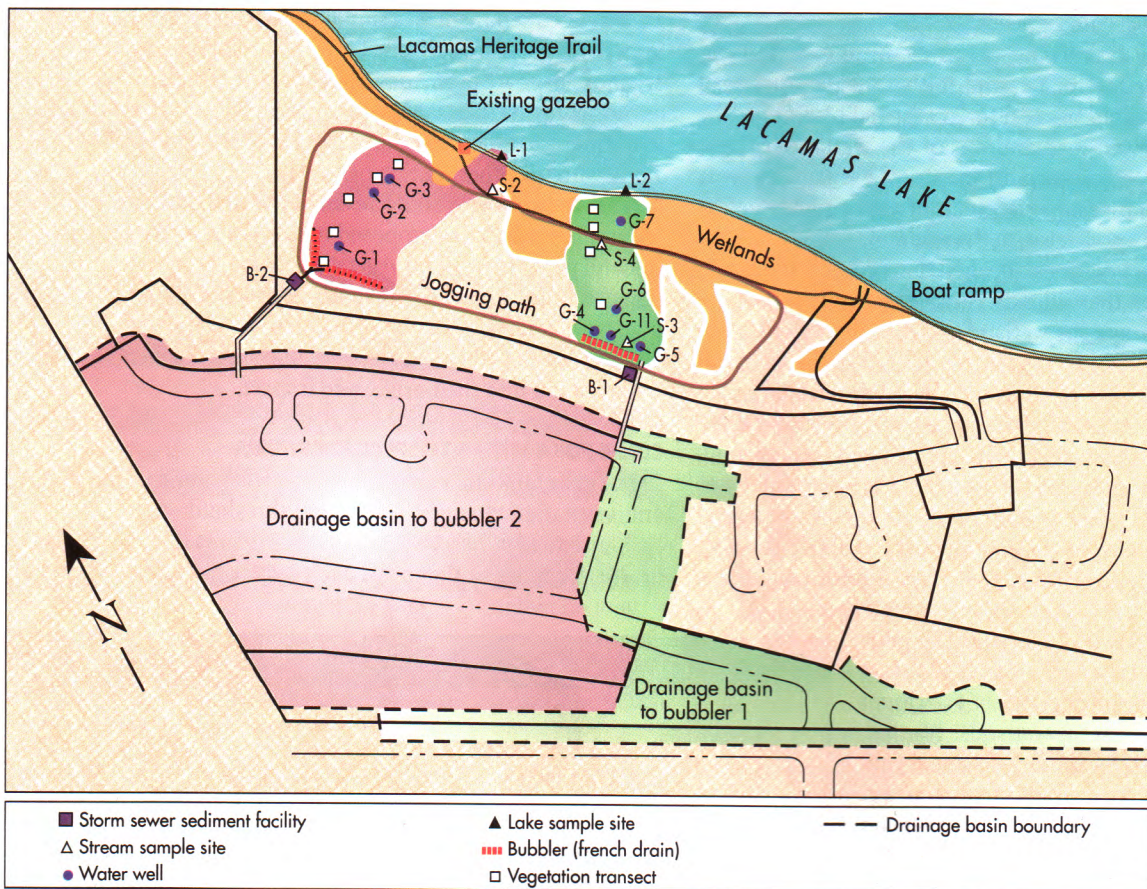 Lacamas Heritage Trail
Existing gazebo
LACAMAS LAKE
L-1
L-2
S-2
G-3
G-2
G-7
G-1
S-4
Wetlands
B-2
Jogging path
Boat ramp
G-6
G-4
G-11
S-3
G-5
B-1
Drainage basin to bubbler 2
N
Drainage basin
to bubbler 1
Storm sewer sediment facility
Stream sample site
Water well
Lake sample site
Bubbler (french drain)
Vegetation transect
Drainage basin boundary